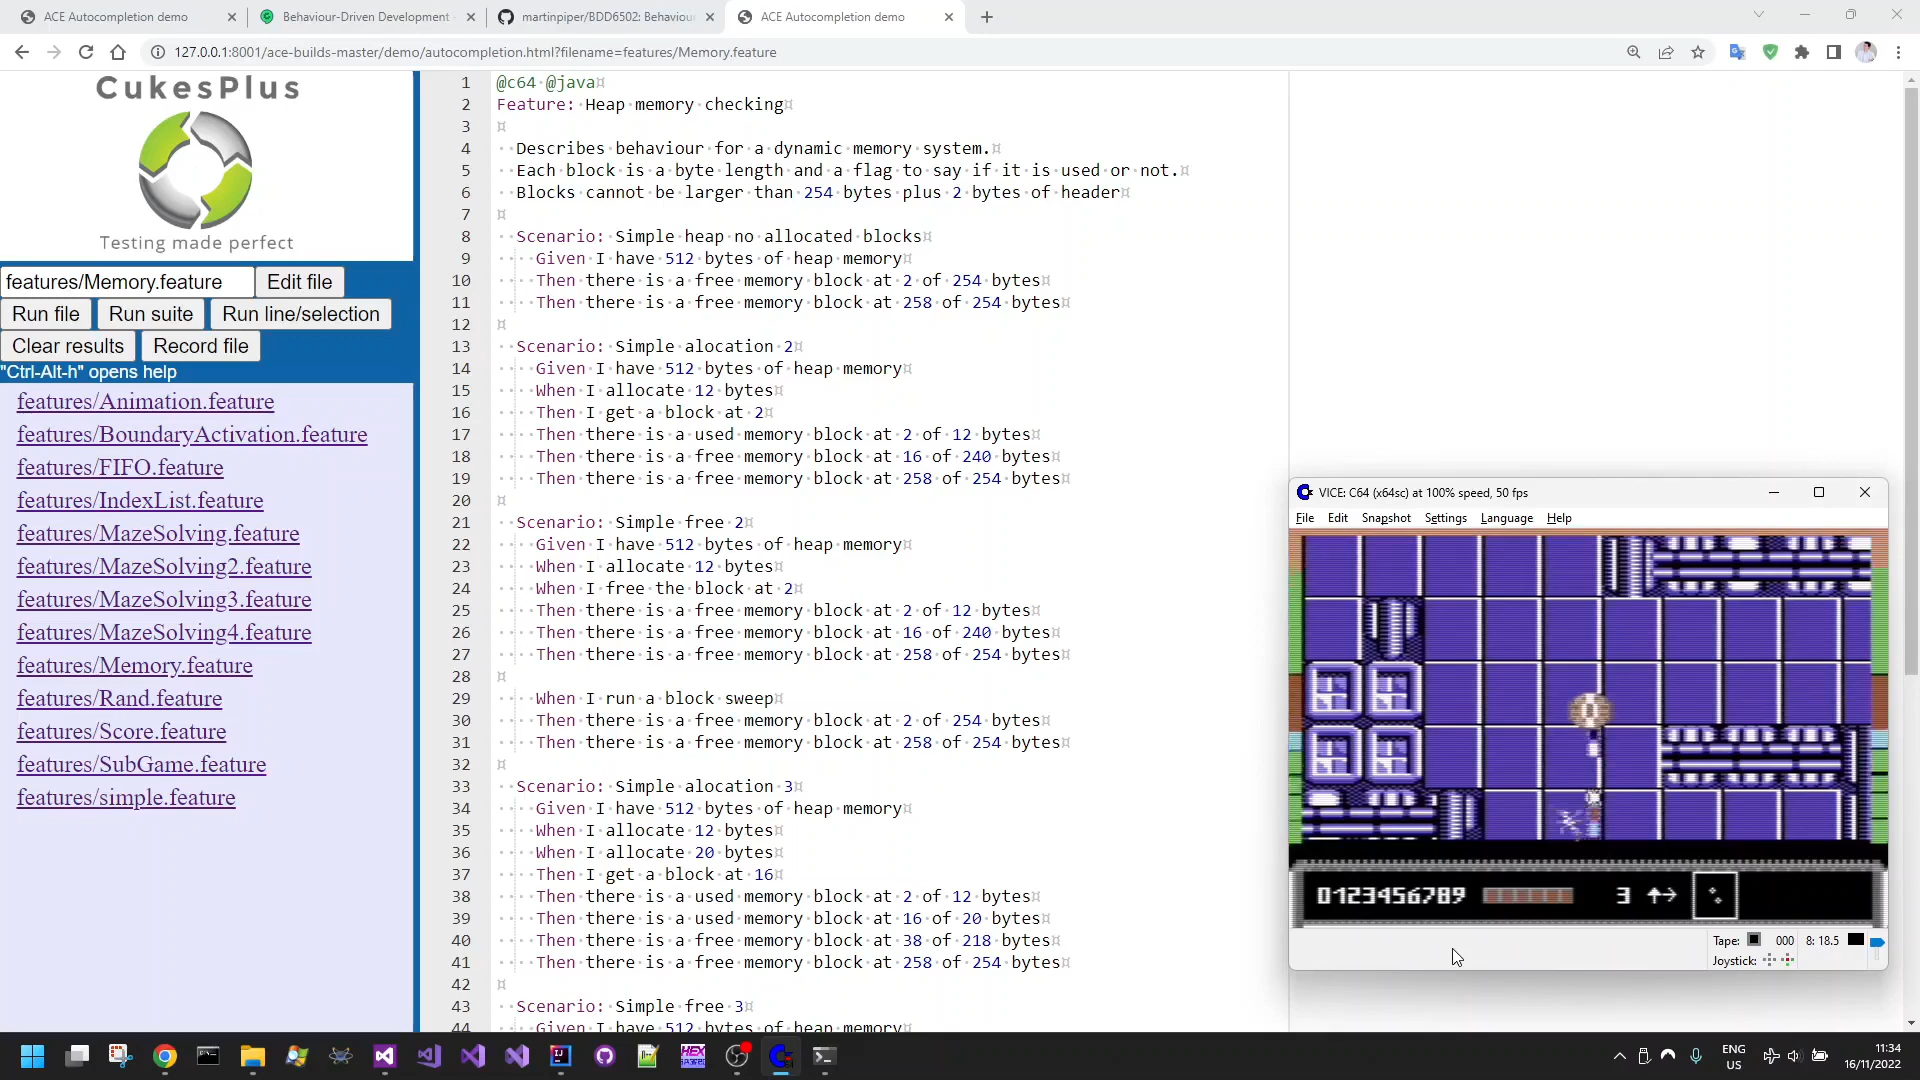 ACE Autocompletion demo
Behaviour-Driven Development
martinpiper/BDD6502: Behaviou
ACE Autocompletion demo
127.0.0.1:8001/ace-builds-master/demo/autocompletion.html?filename=features/Memory.feature
CukesPlus
Testing made perfect
features/Memory.feature
Edit file
Run file
Run suite
Run line/selection
Clear results
Record file
"Ctrl-Alt-h" opens help
features/Animation.feature
features/BoundaryActivation.feature
features/FIFO.feature
features/IndexList.feature
features/MazeSolving.feature
features/MazeSolving2.feature
features/MazeSolving3.feature
features/MazeSolving4.feature
features/Memory.feature
features/Rand.feature
features/Score.feature
features/SubGame.feature
features/simple.feature
1 @c64 @java
2 Feature: Heap memory checking
3
4 Describes behaviour for a dynamic memory system.
5 Each block is a byte length and a flag to say if it is used or not.
6 Blocks cannot be larger than 254 bytes plus 2 bytes of header
7
8 Scenario: Simple heap no allocated blocks
9 Given I have 512 bytes of heap memory
10 Then there is a free memory block at 2 of 254 bytes
11 Then there is a free memory block at 258 of 254 bytes
12
13 Scenario: Simple alocation 2
14 Given I have 512 bytes of heap memory
15 When I allocate 12 bytes
16 Then I get a block at 2
17 Then there is a used memory block at 2 of 12 bytes
18 Then there is a free memory block at 16 of 240 bytes
19 Then there is a free memory block at 258 of 254 bytes
20
21 Scenario: Simple free 2
22 Given I have 512 bytes of heap memory
23 When I allocate 12 bytes
24 When I free the block at 2
25 Then there is a free memory block at 2 of 12 bytes
26 Then there is a free memory block at 16 of 240 bytes
27 Then there is a free memory block at 258 of 254 bytes
28
29 When I run a block sweep
30 Then there is a free memory block at 2 of 254 bytes
31 Then there is a free memory block at 258 of 254 bytes
32
33 Scenario: Simple alocation 3
34 Given I have 512 bytes of heap memory
35 When I allocate 12 bytes
36 When I allocate 20 bytes
37 Then I get a block at 16
38 Then there is a used memory block at 2 of 12 bytes
39 Then there is a used memory block at 16 of 20 bytes
40 Then there is a free memory block at 38 of 218 bytes
41 Then there is a free memory block at 258 of 254 bytes
42
43 Scenario: Simple free 3
44 Given I have 512 bytes of heap memory
VICE: C64 (x64sc) at 100% speed, 50 fps
File Edit Snapshot Settings Language Help
0123456789 3
Tape: 000 8: 18.5
Joystick:
HEX
ENG
US
11:34
16/11/2022